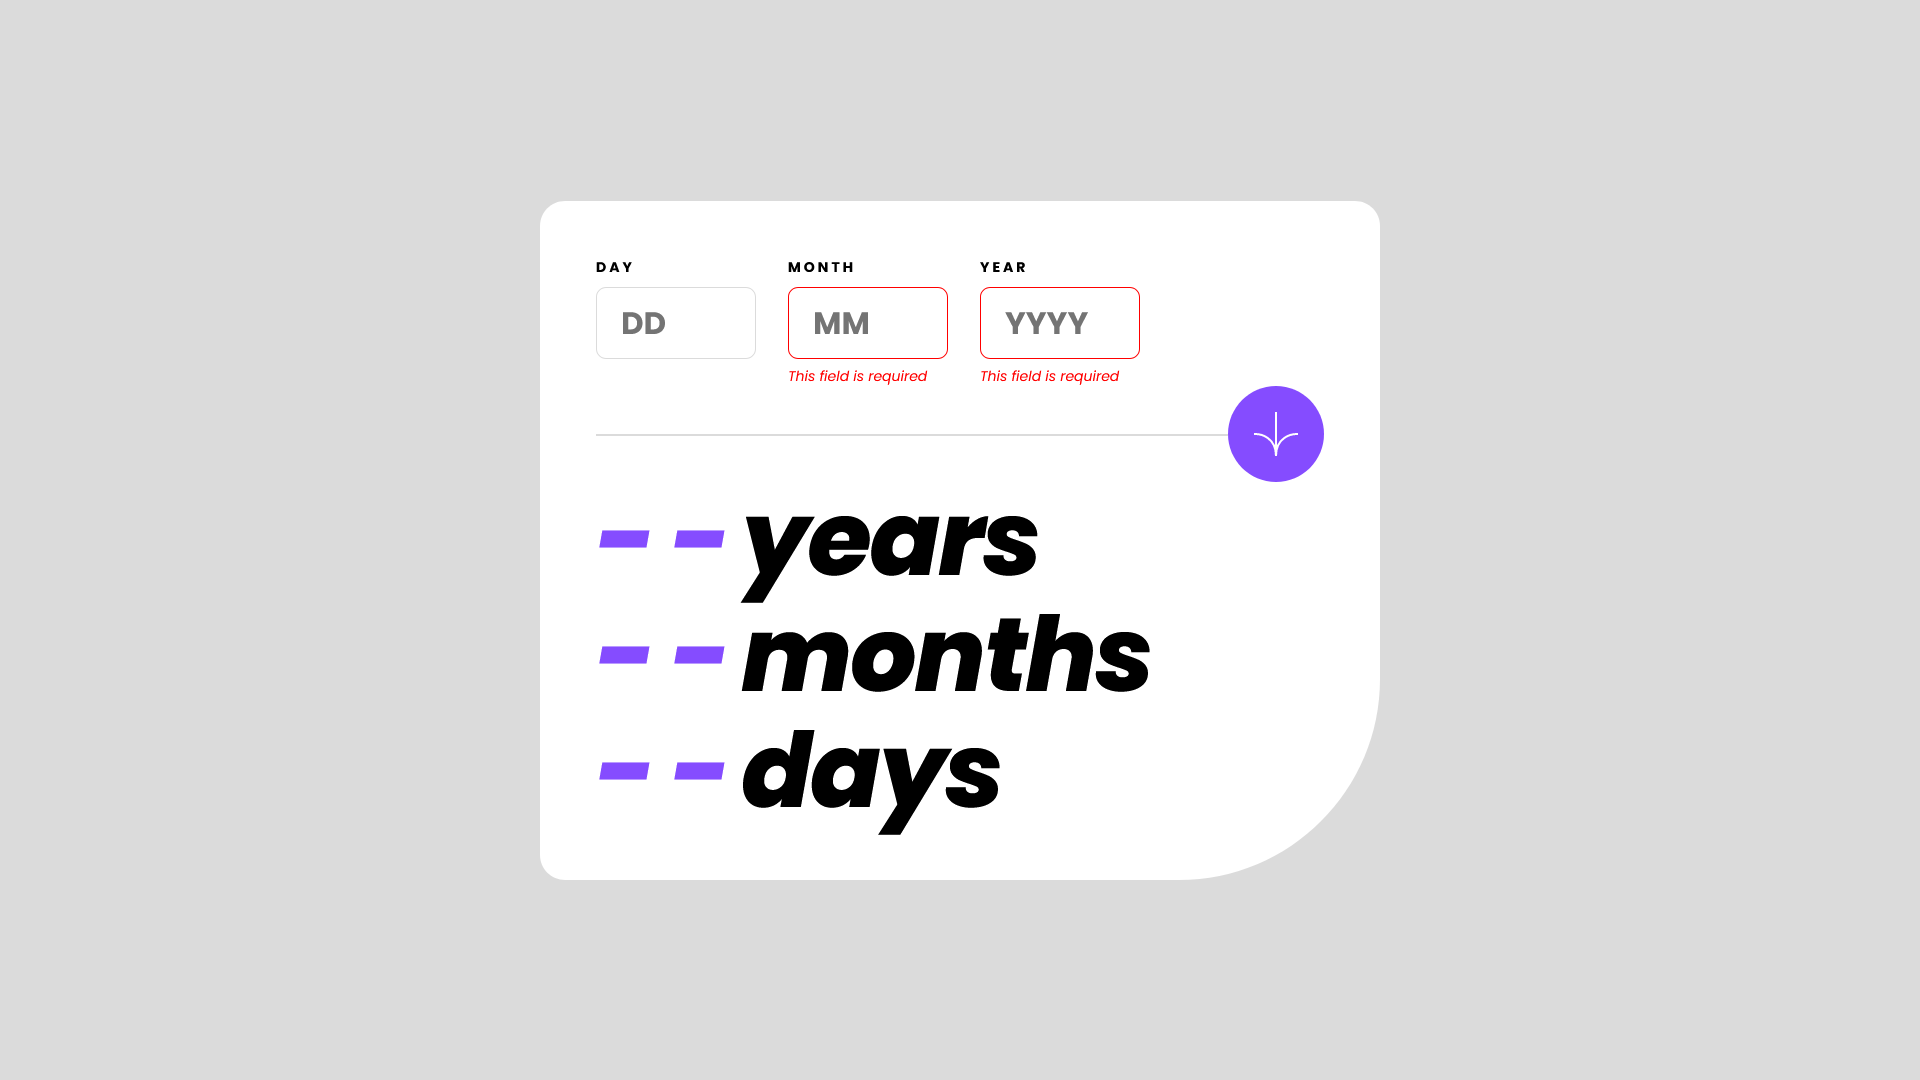 DAY MONTH YEAR
DD MM YYYY
This field is required This field is required
- - years
- - months
- - days